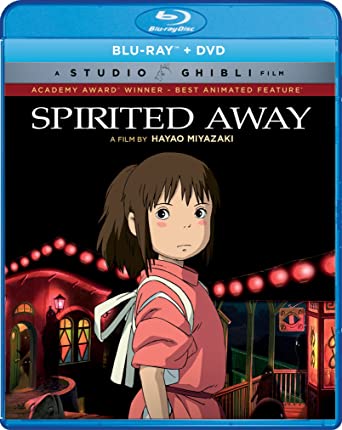 Blu-ray Disc
BLU-RAY™ + DVD
A STUDIO GHIBLI FILM
ACADEMY AWARD® WINNER - BEST ANIMATED FEATURE
SPIRITED AWAY
A FILM BY HAYAO MIYAZAKI